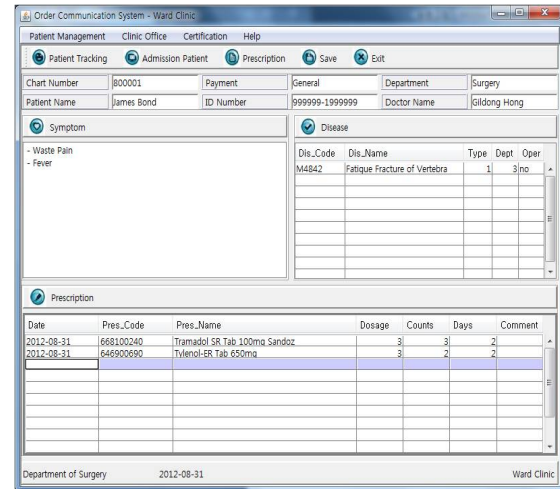 Order Communication System - Ward Clinic
Patient Management Clinic Office Certification Help
Patient Tracking Admission Patient Prescription Save Exit
Chart Number B00001 Payment General Department Surgery
Patient Name James Bond ID Number 999999-1999999 Doctor Name Gildong Hong
Symptom
- Waste Pain
- Fever
Disease
Dis_Code Dis_Name Type Dept Oper
M4842 Fatique Fracture of Vertebra 1 3 no
Prescription
Date Pres_Code Pres_Name Dosage Counts Days Comment
2012-08-31 668100240 Tramadol SR Tab 100mg Sandoz 3 3 2
2012-08-31 646900690 Tylenol-ER Tab 650mg 3 2 2
Department of Surgery 2012-08-31 Ward Clinic